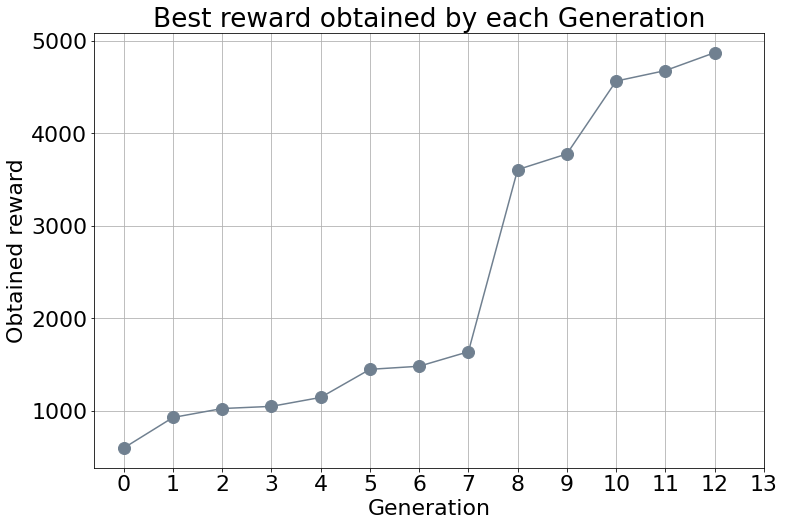 Best reward obtained by each Generation
5000
4000
3000
2000
1000
Obtained reward
0 1 2 3 4 5 6 7 8 9 10 11 12 13
Generation